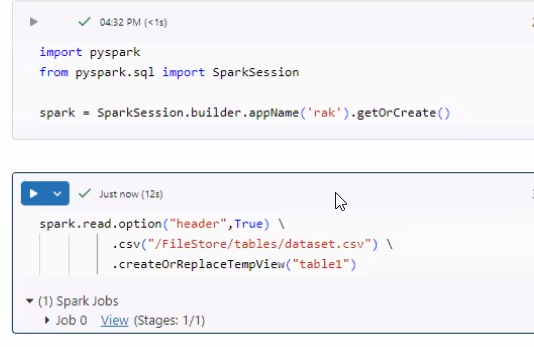 04:32 PM (<1s)
import pyspark
from pyspark.sql import SparkSession
spark = SparkSession.builder.appName('rak').getOrCreate()
Just now (12s)
spark.read.option("header",True) \
.csv("/FileStore/tables/dataset.csv") \
.createOrReplaceTempView("table1")
(1) Spark Jobs
Job 0 View (Stages: 1/1)